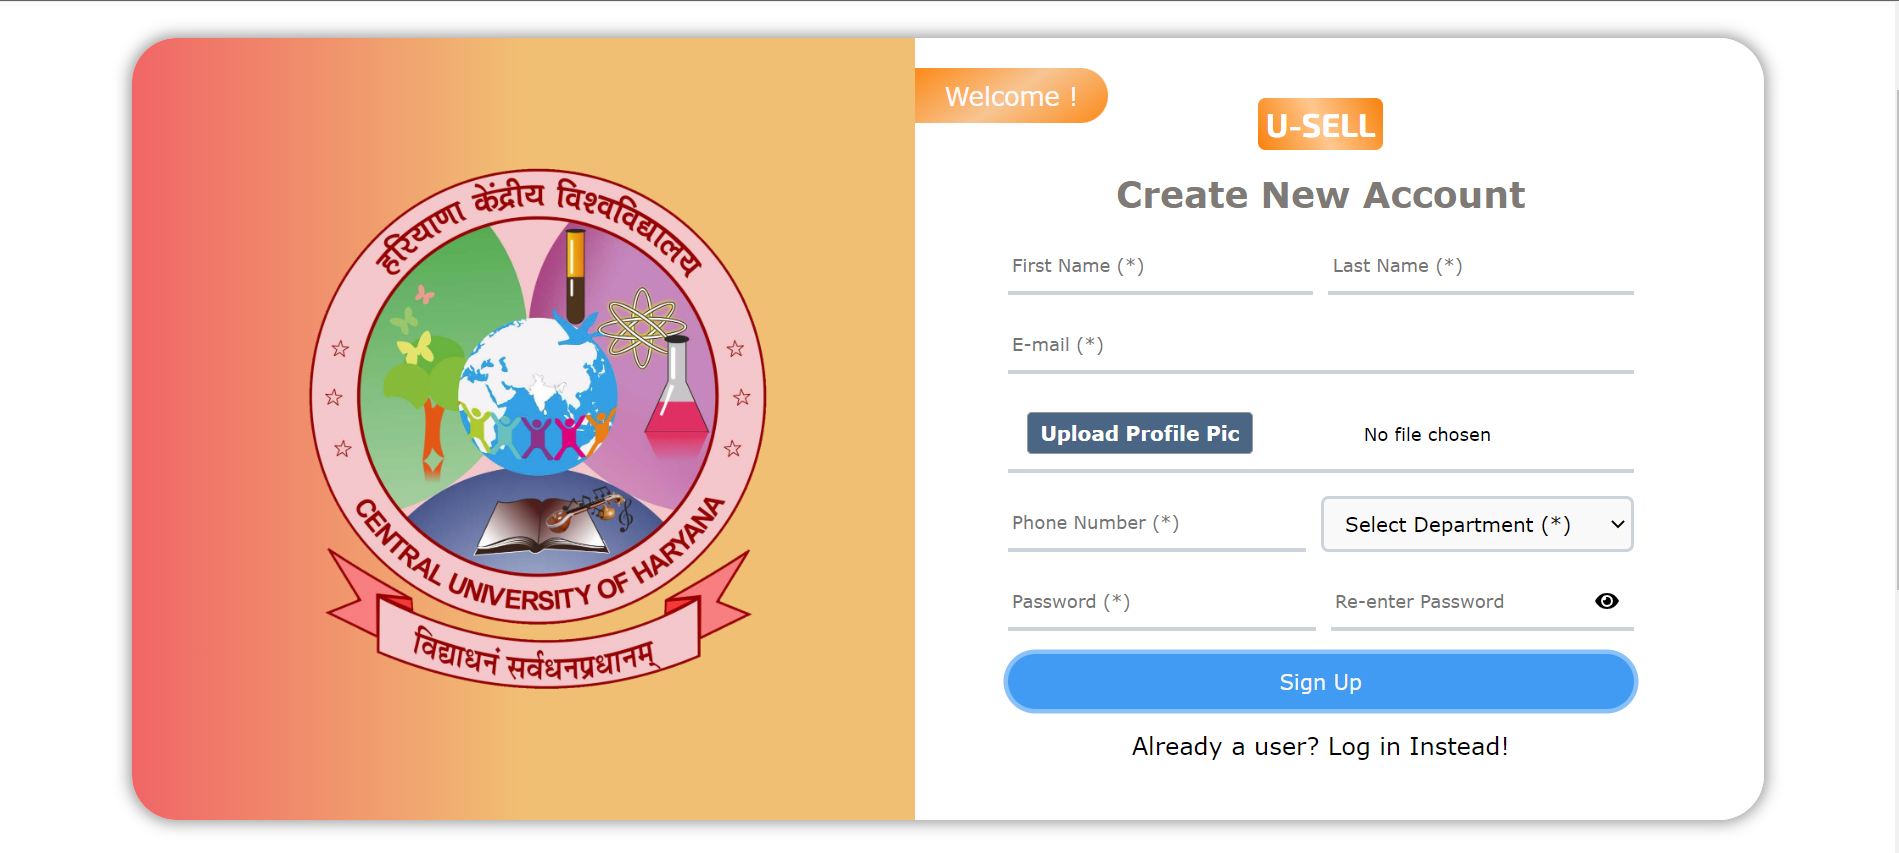 हरियाणा केंद्रीय विश्वविद्यालय
CENTRAL UNIVERSITY OF HARYANA
विद्याधनं सर्वधनप्रधानम्
Welcome !
U-SELL
Create New Account
First Name (*) Last Name (*)
E-mail (*)
Upload Profile Pic No file chosen
Phone Number (*) Select Department (*)
Password (*) Re-enter Password
Sign Up
Already a user? Log in Instead!